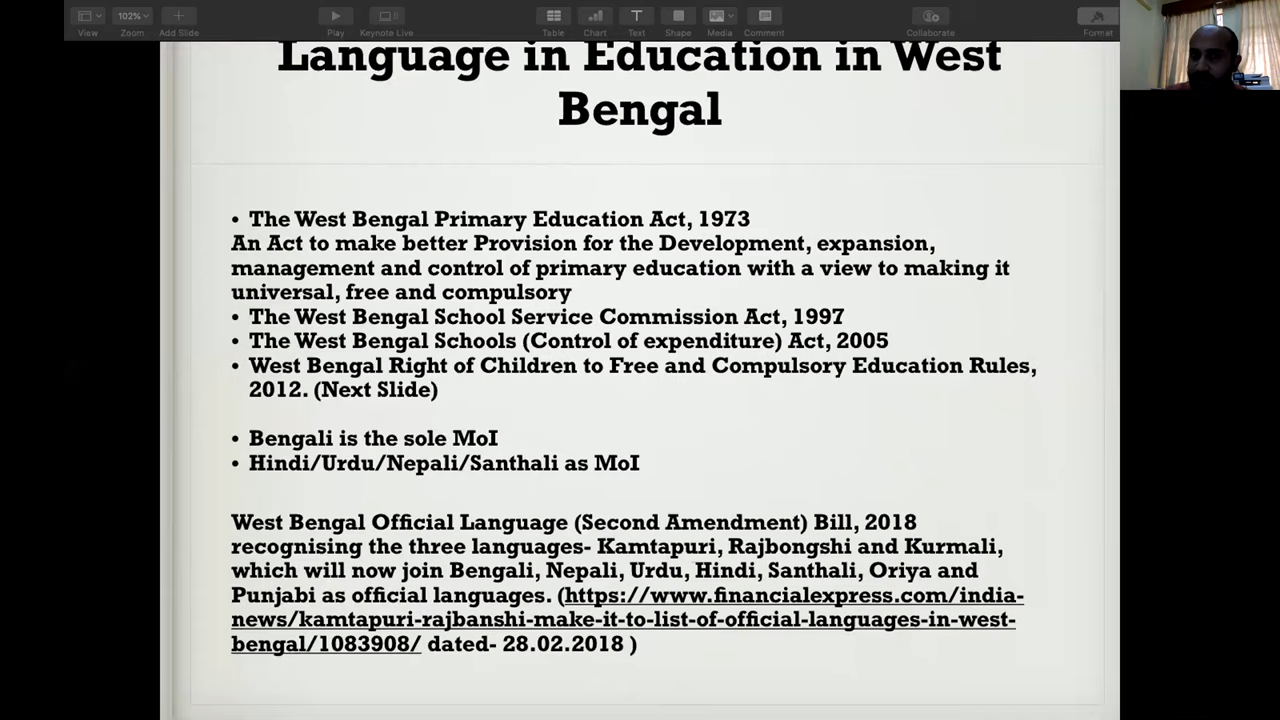 View
102%
Zoom
Add Slide
Play
Keynote Live
Table
Chart
Text
Shape
Media
Comment
Collaborate
Format
Language in Education in West
Bengal
• The West Bengal Primary Education Act, 1973
An Act to make better Provision for the Development, expansion,
management and control of primary education with a view to making it
universal, free and compulsory
• The West Bengal School Service Commission Act, 1997
• The West Bengal Schools (Control of expenditure) Act, 2005
• West Bengal Right of Children to Free and Compulsory Education Rules,
2012. (Next Slide)
• Bengali is the sole MoI
• Hindi/Urdu/Nepali/Santhali as MoI
West Bengal Official Language (Second Amendment) Bill, 2018
recognising the three languages- Kamtapuri, Rajbongshi and Kurmali,
which will now join Bengali, Nepali, Urdu, Hindi, Santhali, Oriya and
Punjabi as official languages. (https://www.financialexpress.com/india-
news/kamtapuri-rajbanshi-make-it-to-list-of-official-languages-in-west-
bengal/1083908/ dated- 28.02.2018 )